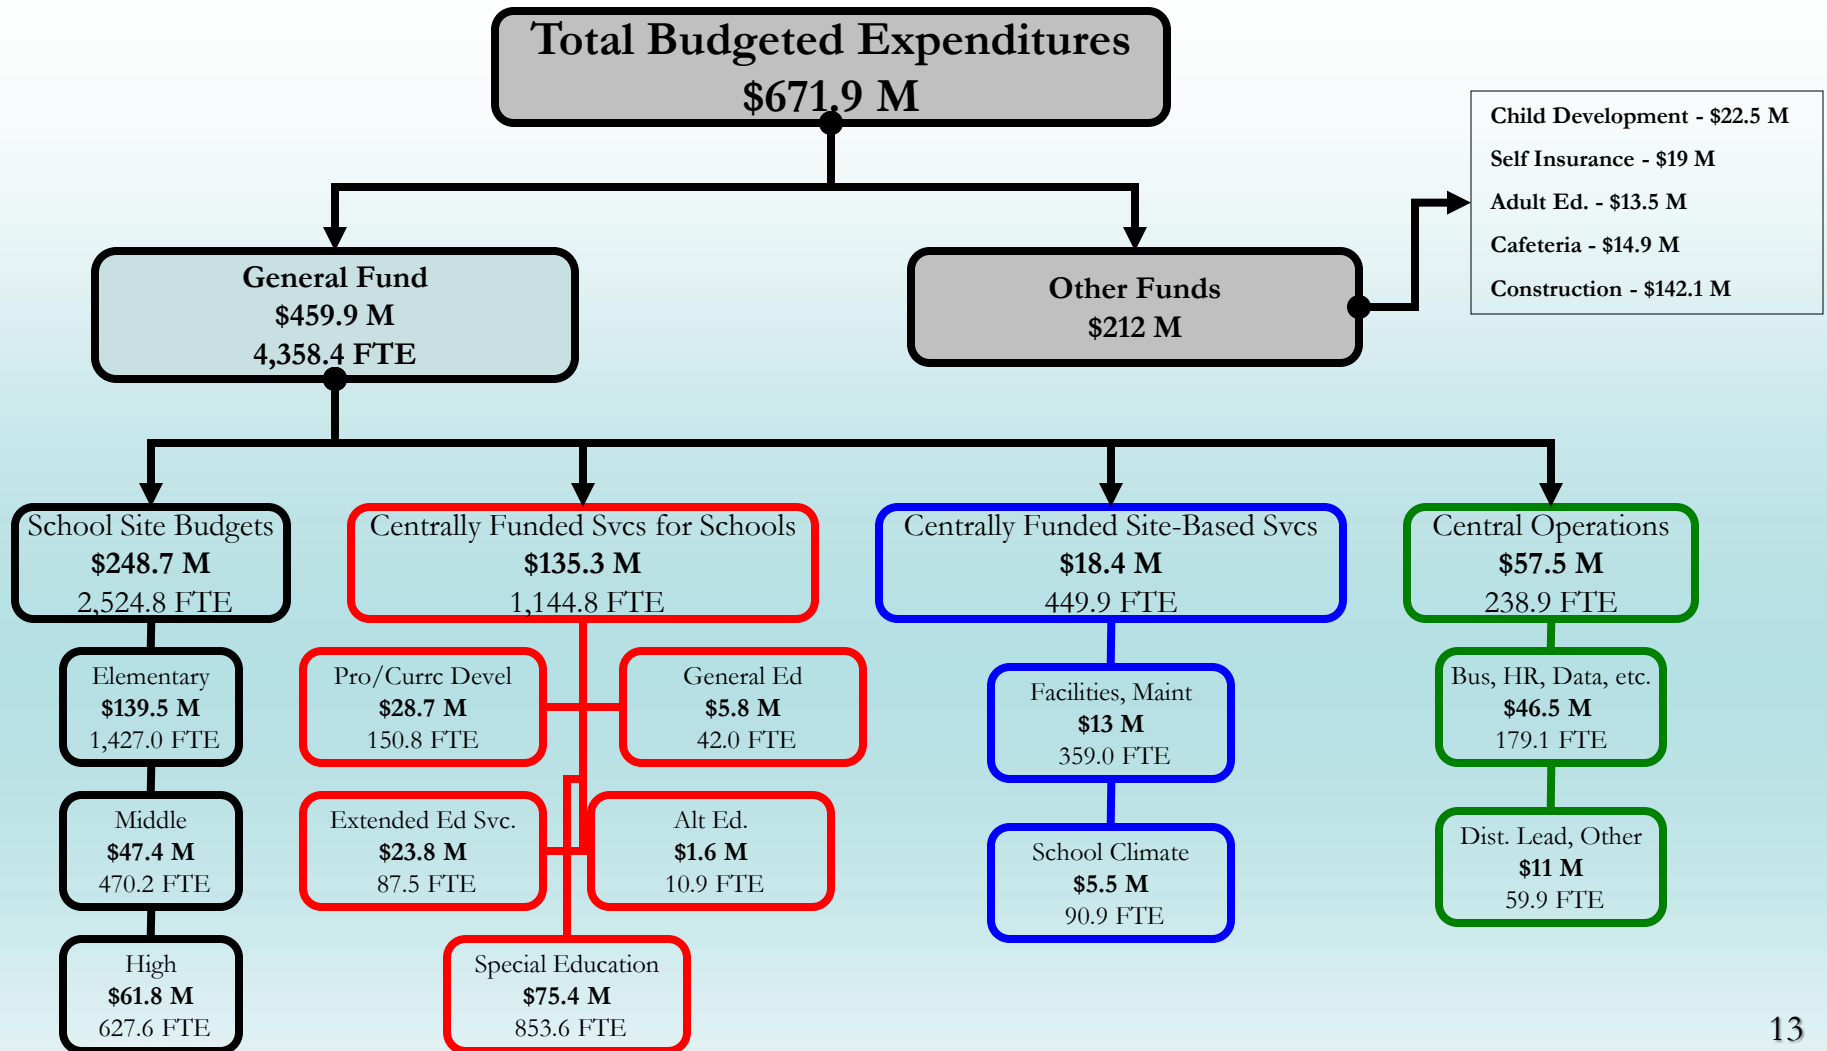 Total Budgeted Expenditures
$671.9 M
Child Development - $22.5 M
Self Insurance - $19 M
Adult Ed. - $13.5 M
Cafeteria - $14.9 M
Construction - $142.1 M
General Fund
$459.9 M
4,358.4 FTE
Other Funds
$212 M
School Site Budgets
$248.7 M
2,524.8 FTE
Centrally Funded Svcs for Schools
$135.3 M
1,144.8 FTE
Centrally Funded Site-Based Svcs
$18.4 M
449.9 FTE
Central Operations
$57.5 M
238.9 FTE
Elementary
$139.5 M
1,427.0 FTE
Pro/Currc Devel
$28.7 M
150.8 FTE
General Ed
$5.8 M
42.0 FTE
Facilities, Maint
$13 M
359.0 FTE
Bus, HR, Data, etc.
$46.5 M
179.1 FTE
Middle
$47.4 M
470.2 FTE
Extended Ed Svc.
$23.8 M
87.5 FTE
Alt Ed.
$1.6 M
10.9 FTE
School Climate
$5.5 M
90.9 FTE
Dist. Lead, Other
$11 M
59.9 FTE
High
$61.8 M
627.6 FTE
Special Education
$75.4 M
853.6 FTE
13